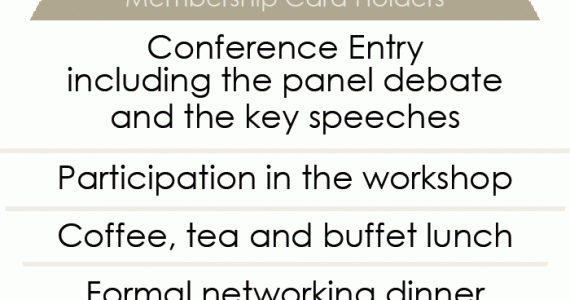 Membership Card Holders
Conference Entry
including the panel debate
and the key speeches
Participation in the workshop
Coffee, tea and buffet lunch
Formal networking dinner